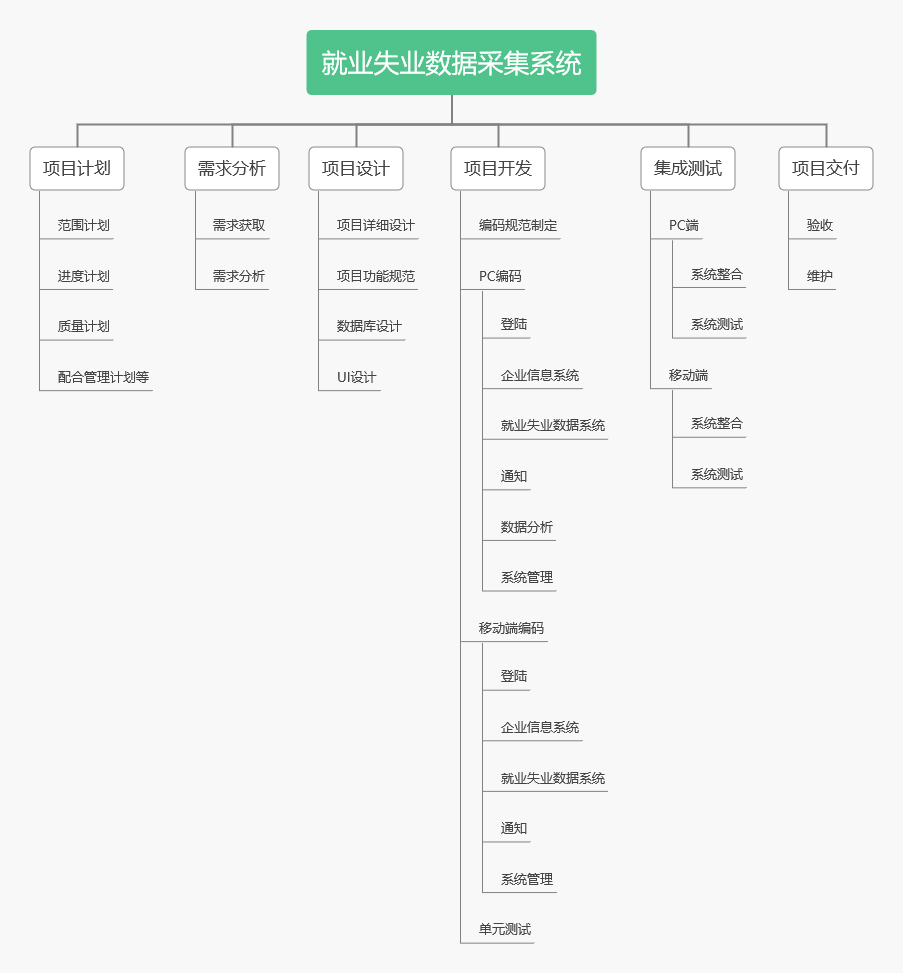 就业失业数据采集系统
项目计划
范围计划
进度计划
质量计划
配合管理计划等
需求分析
需求获取
需求分析
项目设计
项目详细设计
项目功能规范
数据库设计
UI设计
项目开发
编码规范制定
PC编码
登陆
企业信息系统
就业失业数据系统
通知
数据分析
系统管理
移动端编码
登陆
企业信息系统
就业失业数据系统
通知
系统管理
单元测试
集成测试
PC端
系统整合
系统测试
移动端
系统整合
系统测试
项目交付
验收
维护